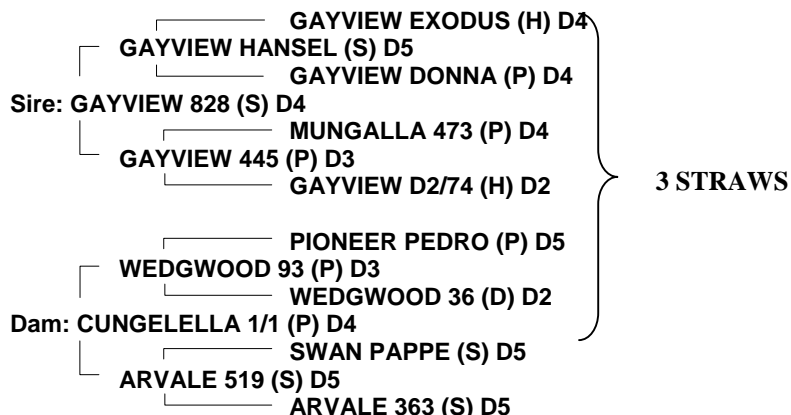 GAYVIEW EXODUS (H) D4
GAYVIEW HANSEL (S) D5
GAYVIEW DONNA (P) D4
Sire: GAYVIEW 828 (S) D4
MUNGALLA 473 (P) D4
GAYVIEW 445 (P) D3
GAYVIEW D2/74 (H) D2
3 STRAWS
PIONEER PEDRO (P) D5
WEDGWOOD 93 (P) D3
WEDGWOOD 36 (D) D2
Dam: CUNGELELLA 1/1 (P) D4
SWAN PAPPE (S) D5
ARVALE 519 (S) D5
ARVALE 363 (S) D5